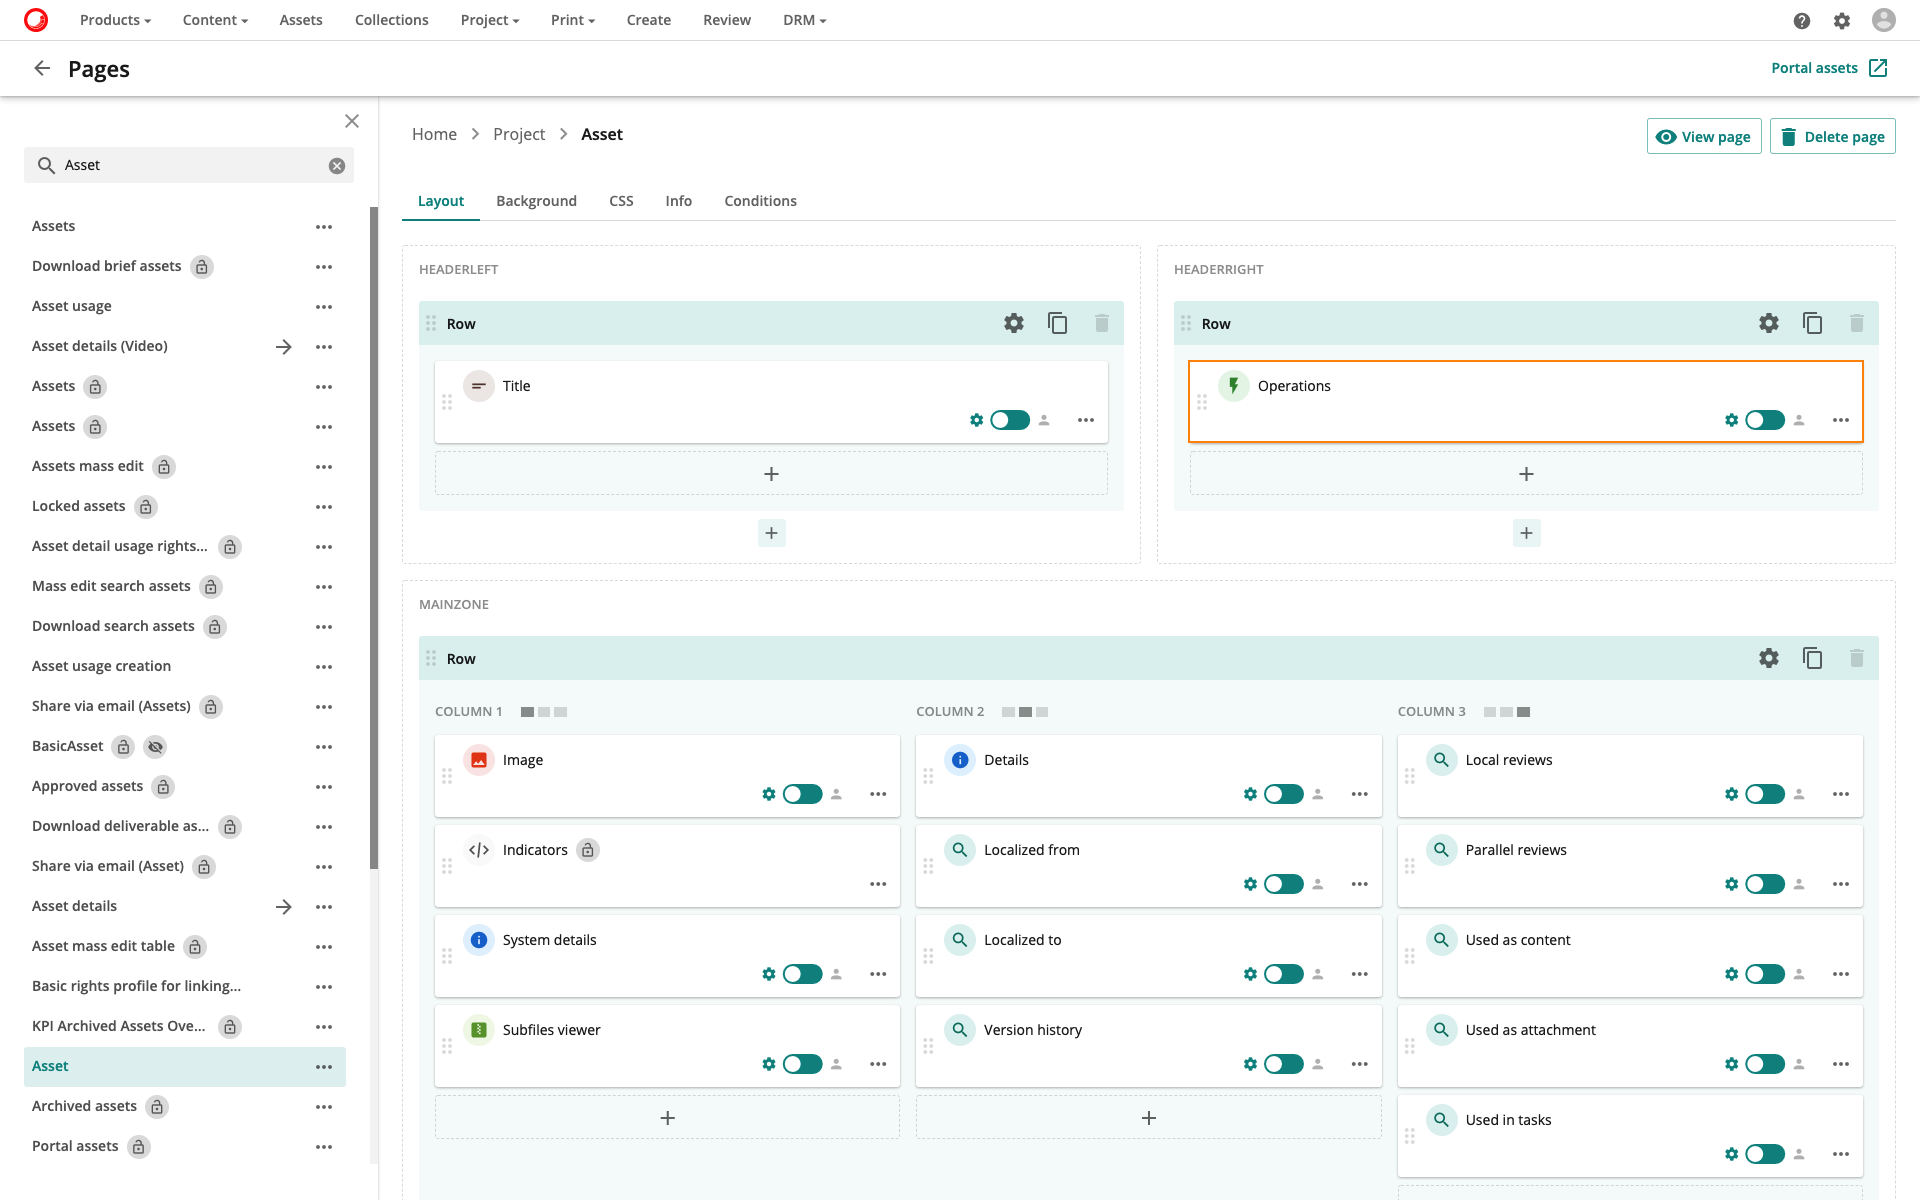 Products
Content
Assets
Collections
Project
Print
Create
Review
DRM
Pages
Portal assets
Asset
Assets
Download brief assets
Asset usage
Asset details (Video)
Assets
Assets
Assets mass edit
Locked assets
Asset detail usage rights...
Mass edit search assets
Download search assets
Asset usage creation
Share via email (Assets)
BasicAsset
Approved assets
Download deliverable as...
Share via email (Asset)
Asset details
Asset mass edit table
Basic rights profile for linking...
KPI Archived Assets Ove...
Asset
Archived assets
Portal assets
Home > Project > Asset
View page
Delete page
Layout
Background
CSS
Info
Conditions
HEADERLEFT
Row
Title
HEADERRIGHT
Row
Operations
MAINZONE
Row
COLUMN 1
Image
Indicators
System details
Subfiles viewer
COLUMN 2
Details
Localized from
Localized to
Version history
COLUMN 3
Local reviews
Parallel reviews
Used as content
Used as attachment
Used in tasks